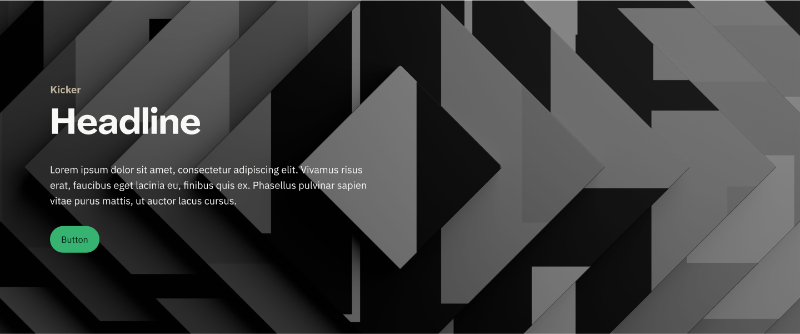 Kicker
Headline
Lorem ipsum dolor sit amet, consectetur adipiscing elit. Vivamus risus
erat, faucibus eget lacinia eu, finibus quis ex. Phasellus pulvinar sapien
vitae purus mattis, ut auctor lacus cursus.
Button